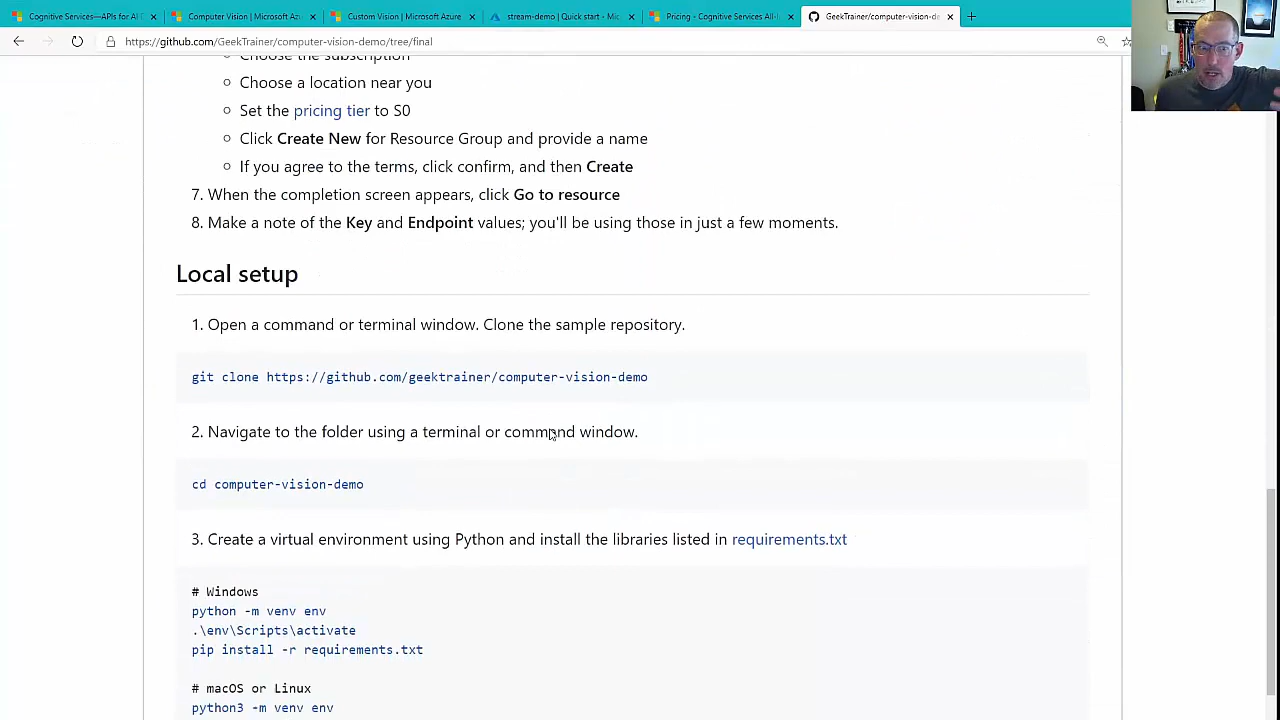 Cognitive Services—APIs for AI
Computer Vision | Microsoft Az
Custom Vision | Microsoft Azure
stream-demo | Quick start - Mic
Pricing - Cognitive Services All-
GeekTrainer/computer-vision-de
https://github.com/GeekTrainer/computer-vision-demo/tree/final
Choose the subscription
Choose a location near you
Set the pricing tier to S0
Click Create New for Resource Group and provide a name
If you agree to the terms, click confirm, and then Create
7. When the completion screen appears, click Go to resource
8. Make a note of the Key and Endpoint values; you'll be using those in just a few moments.
Local setup
1. Open a command or terminal window. Clone the sample repository.
git clone https://github.com/geektrainer/computer-vision-demo
2. Navigate to the folder using a terminal or command window.
cd computer-vision-demo
3. Create a virtual environment using Python and install the libraries listed in requirements.txt
# Windows
python -m venv env
.\env\Scripts\activate
pip install -r requirements.txt
# macOS or Linux
python3 -m venv env